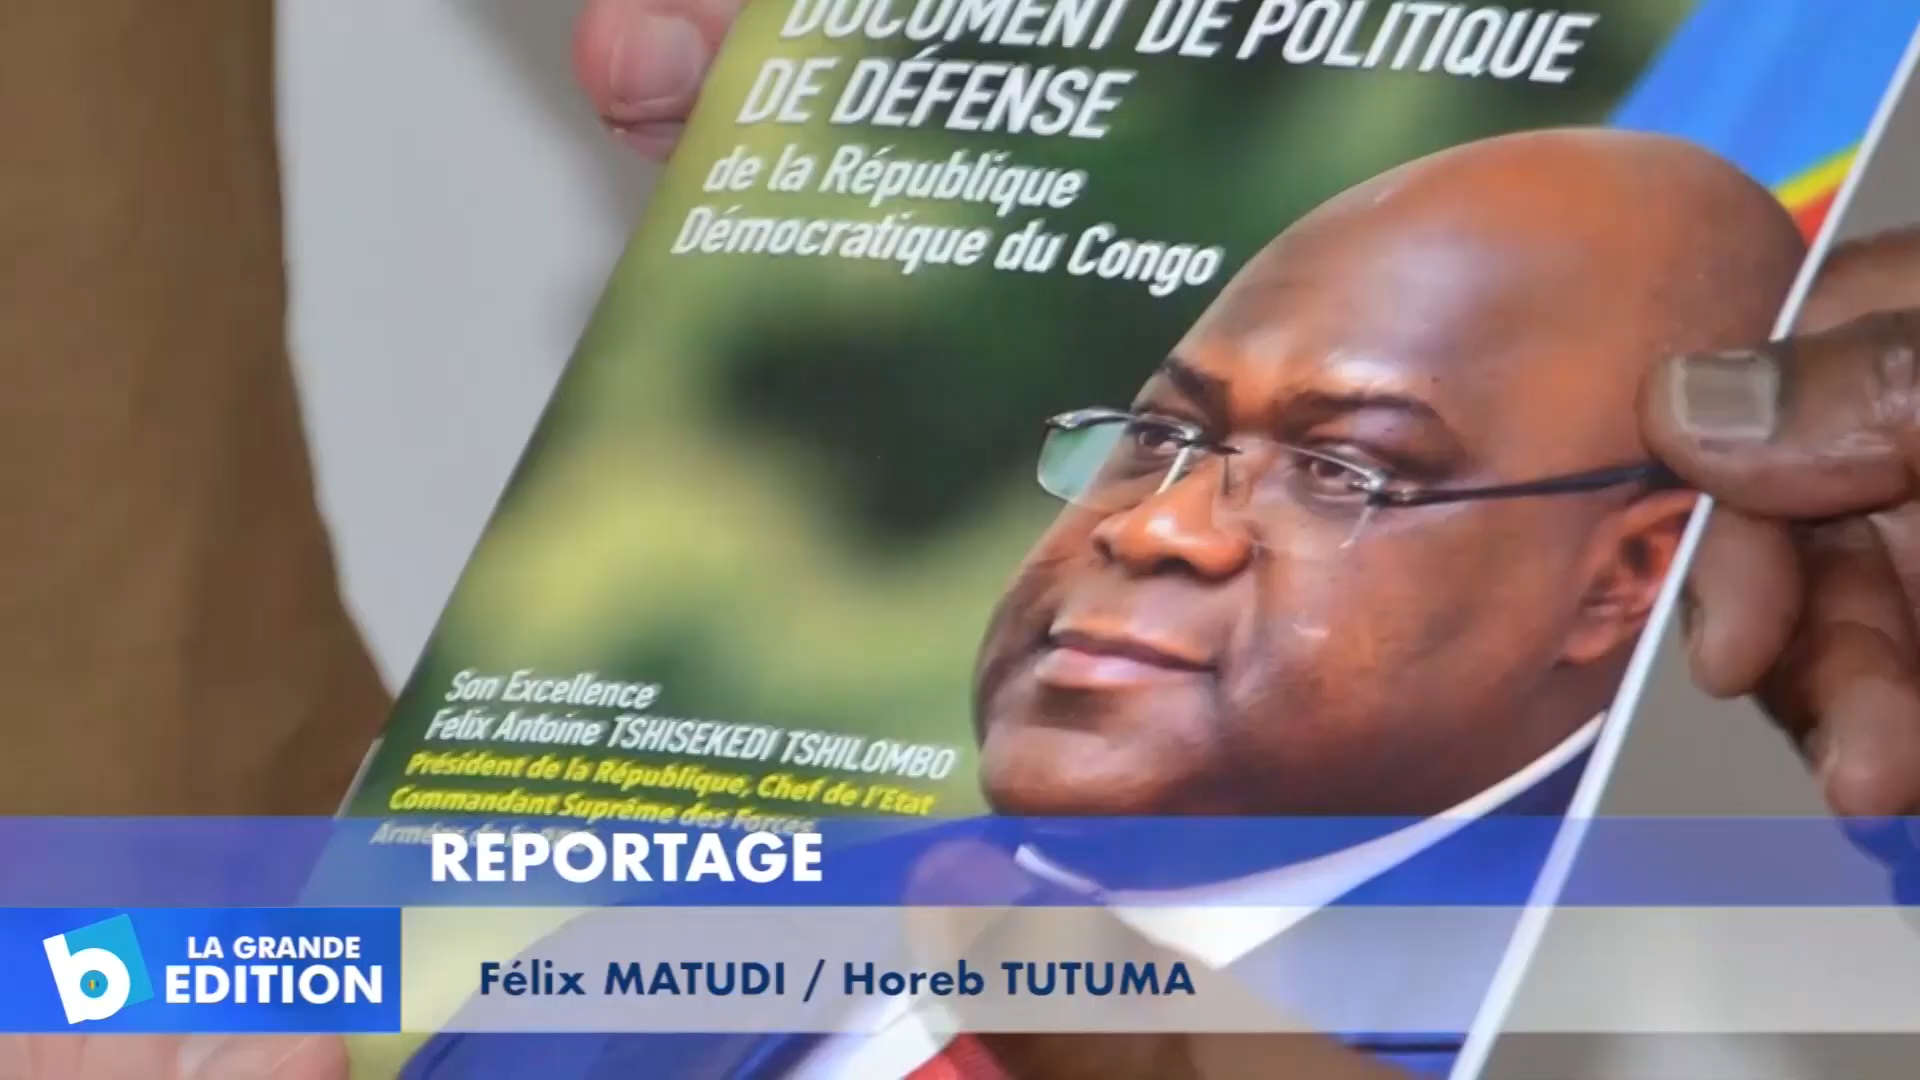 DOCUMENT DE POLITIQUE
DE DÉFENSE
de la République
Démocratique du Congo
Son Excellence
Felix Antoine TSHISEKEDI TSHILOMBO
Président de la République, Chef de l'Etat
Commandant Suprême des Forces
Armées
REPORTAGE
b LA GRANDE
EDITION
Félix MATUDI / Horeb TUTUMA